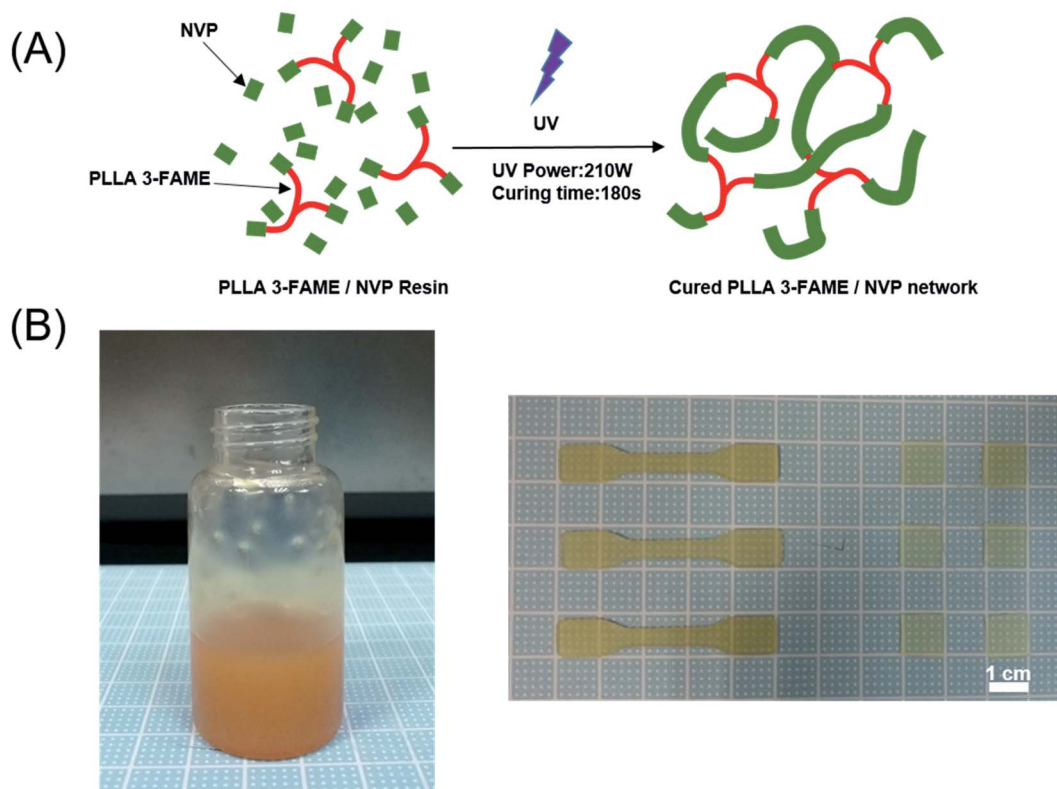 (A)
NVP
PLLA 3-FAME
UV
UV Power:210W
Curing time:180s
PLLA 3-FAME / NVP Resin
Cured PLLA 3-FAME / NVP network
(B)
1 cm